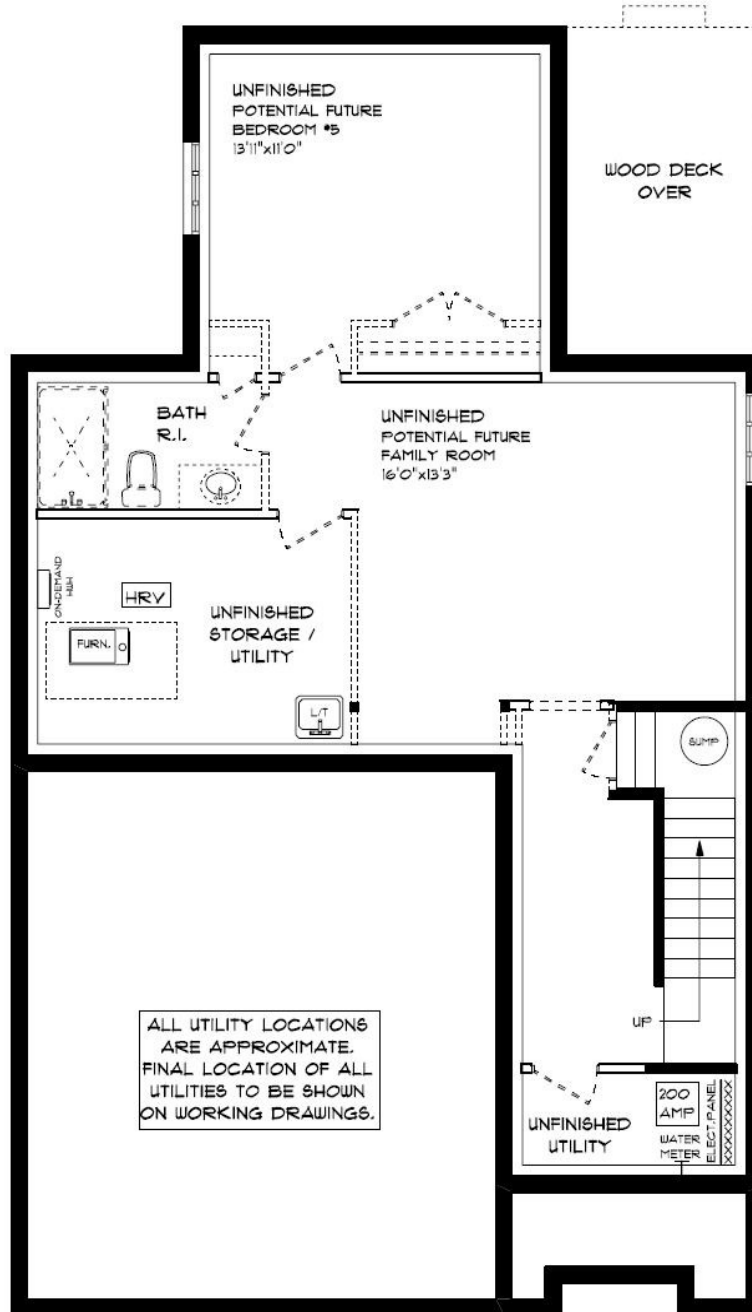 UNFINISHED
POTENTIAL FUTURE
BEDROOM #5
13'11"x11'0"
WOOD DECK
OVER
BATH
R.I.
UNFINISHED
POTENTIAL FUTURE
FAMILY ROOM
16'0"x13'3"
ON-DEMAND
HWH
HRV
FURN.
UNFINISHED
STORAGE /
UTILITY
L/T
SUMP
UP
ALL UTILITY LOCATIONS
ARE APPROXIMATE.
FINAL LOCATION OF ALL
UTILITIES TO BE SHOWN
ON WORKING DRAWINGS.
UNFINISHED
UTILITY
200
AMP
WATER
METER
ELECT.PANEL